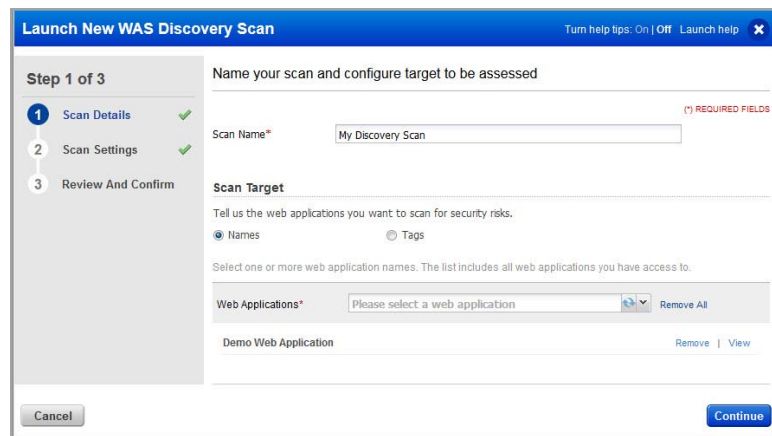 Launch New WAS Discovery Scan
Turn help tips: On | Off Launch help
Step 1 of 3
1 Scan Details
2 Scan Settings
3 Review And Confirm
Name your scan and configure target to be assessed
(*) REQUIRED FIELDS
Scan Name* My Discovery Scan
Scan Target
Tell us the web applications you want to scan for security risks.
Names Tags
Select one or more web application names. The list includes all web applications you have access to.
Web Applications* Please select a web application Remove All
Demo Web Application Remove | View
Cancel Continue